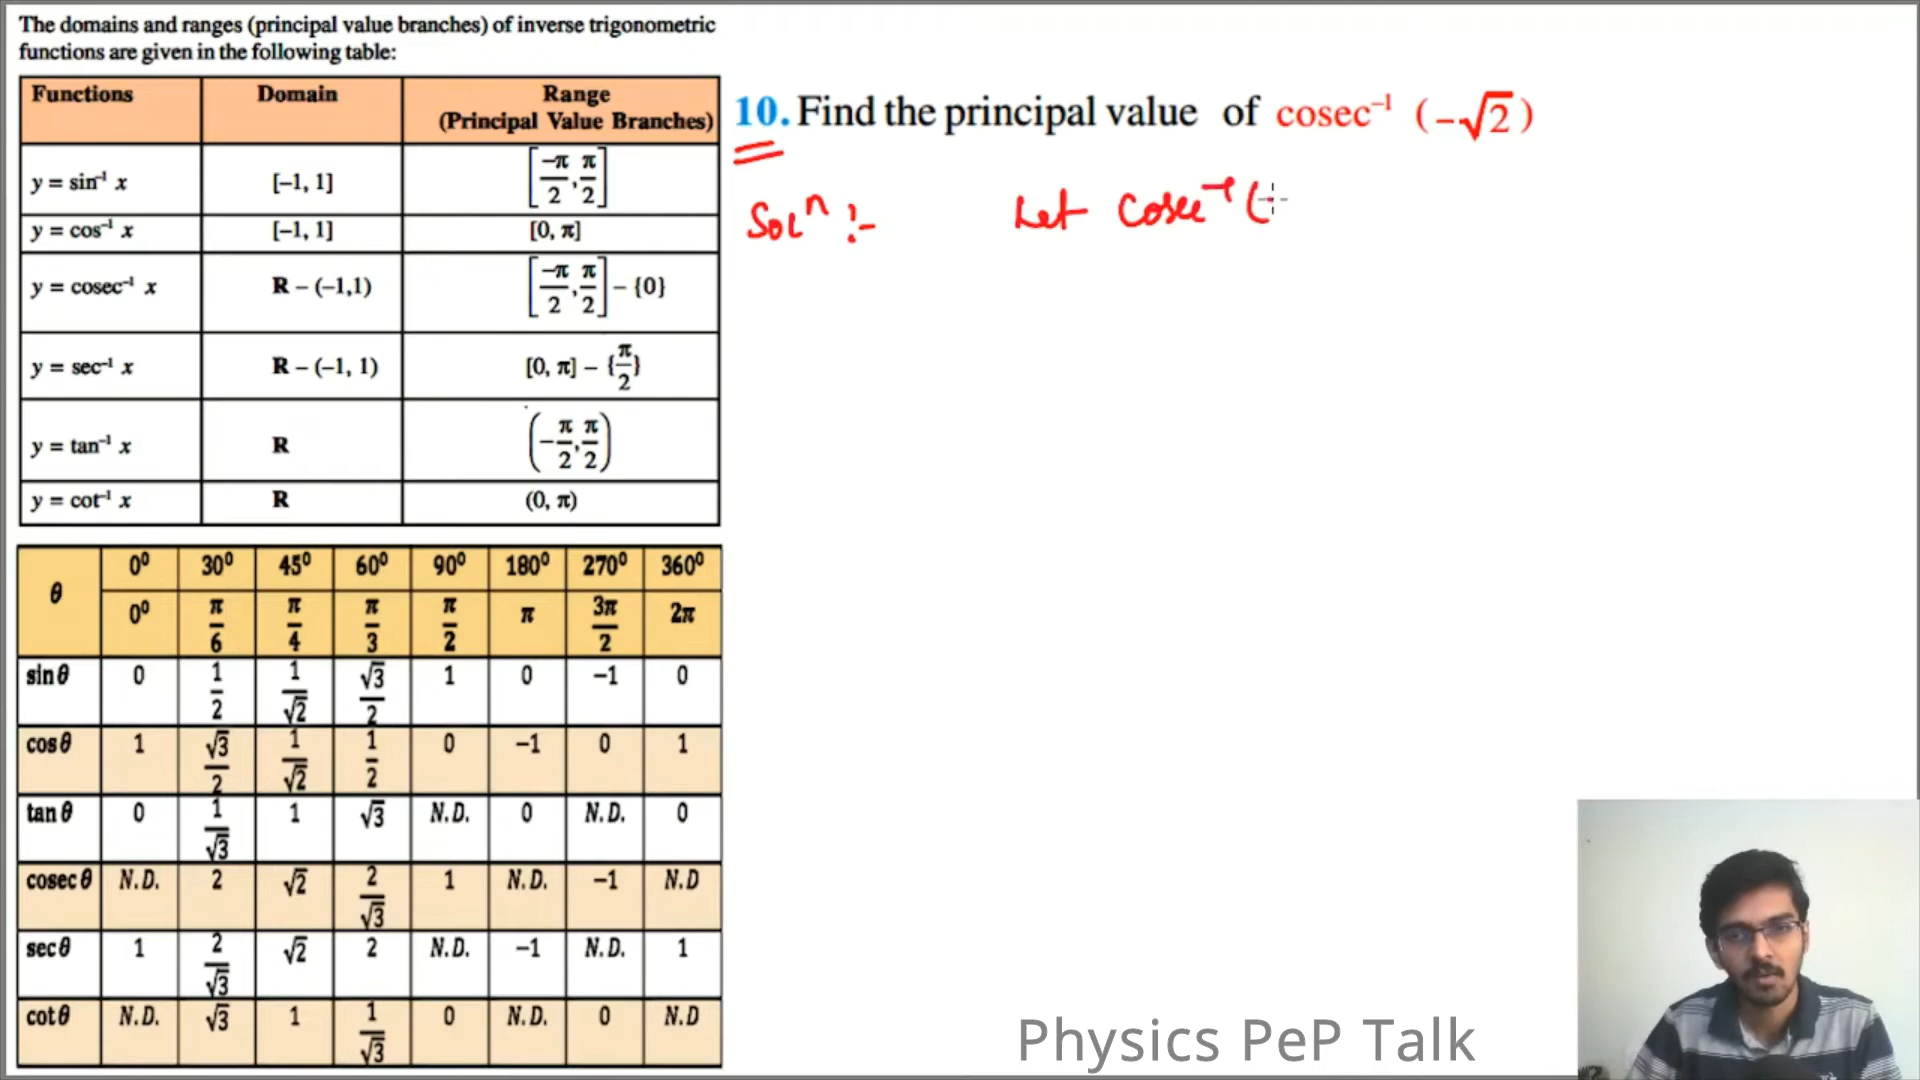 The domains and ranges (principal value branches) of inverse trigonometric
functions are given in the following table:
Functions Domain Range
(Principal Value Branches)
y = sin⁻¹ x [–1, 1] [–π/2, π/2]
y = cos⁻¹ x [–1, 1] [0, π]
y = cosec⁻¹ x R – (–1,1) [–π/2, π/2] – {0}
y = sec⁻¹ x R – (–1, 1) [0, π] – {π/2}
y = tan⁻¹ x R (–π/2, π/2)
y = cot⁻¹ x R (0, π)
θ 0⁰ 30⁰ 45⁰ 60⁰ 90⁰ 180⁰ 270⁰ 360⁰
0⁰ π/6 π/4 π/3 π/2 π 3π/2 2π
sinθ 0 1/2 1/√2 √3/2 1 0 −1 0
cosθ 1 √3/2 1/√2 1/2 0 −1 0 1
tanθ 0 1/√3 1 √3 N.D. 0 N.D. 0
cosecθ N.D. 2 √2 2/√3 1 N.D. −1 N.D
secθ 1 2/√3 √2 2 N.D. −1 N.D. 1
cotθ N.D. √3 1 1/√3 0 N.D. 0 N.D
10. Find the principal value of cosec⁻¹ (–√2)
Solⁿ :- Let Cosec⁻¹ (
Physics PeP Talk